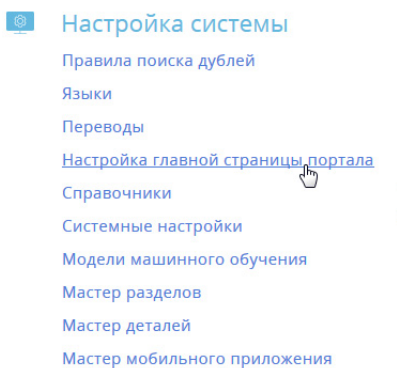 Настройка системы
Правила поиска дублей
Языки
Переводы
Настройка главной страницы портала
Справочники
Системные настройки
Модели машинного обучения
Мастер разделов
Мастер деталей
Мастер мобильного приложения